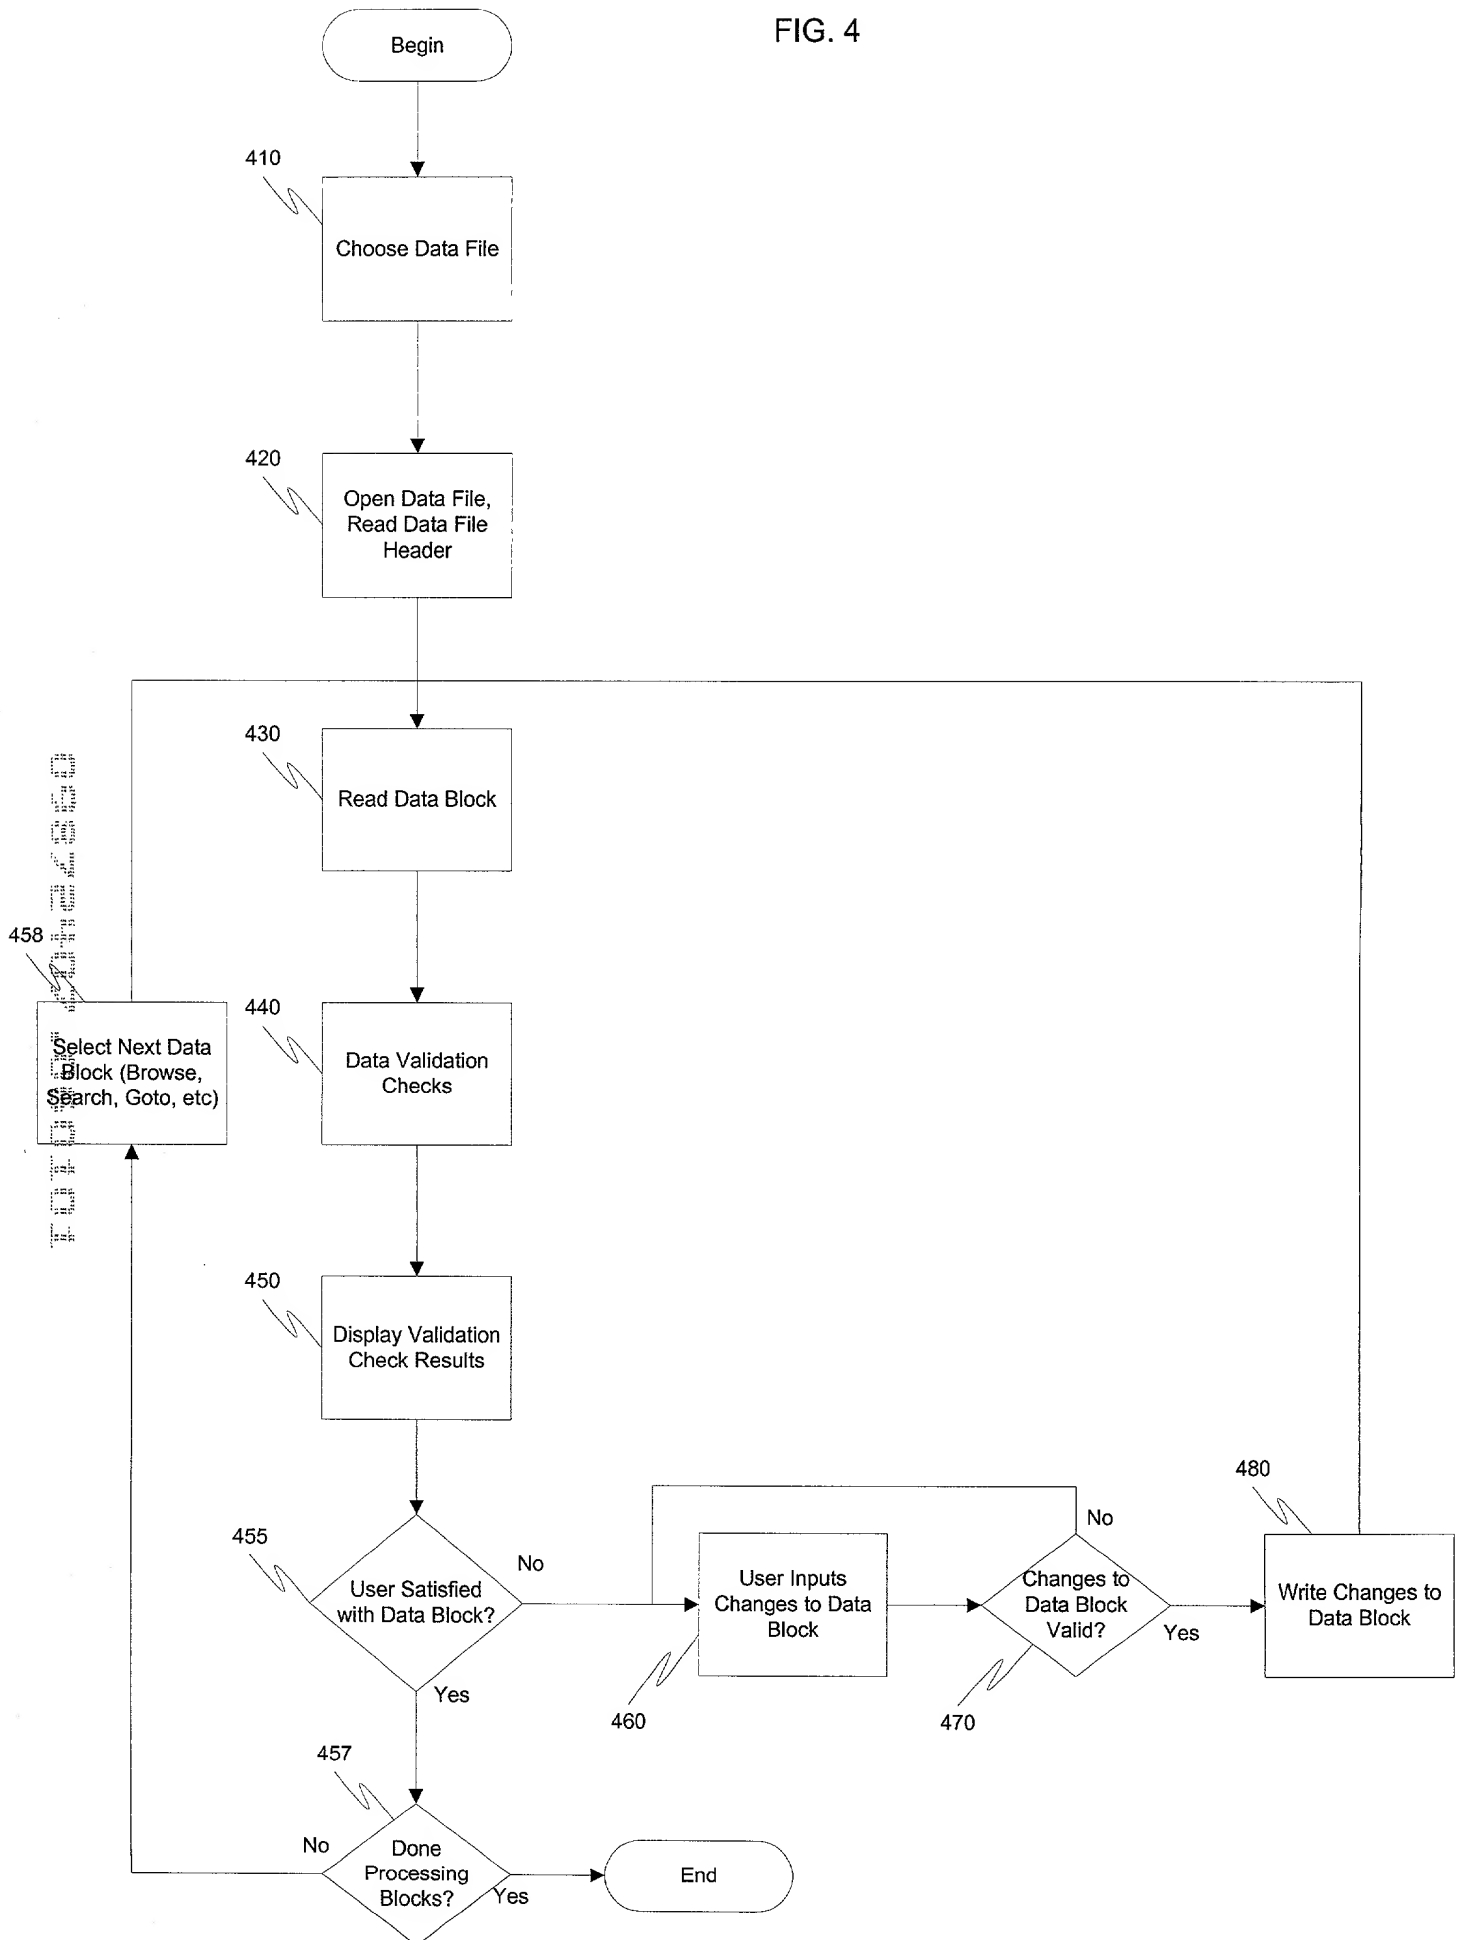 FIG. 4
Begin
410
Choose Data File
420
Open Data File,
Read Data File
Header
430
Read Data Block
458
Select Next Data
Block (Browse,
Search, Goto, etc)
440
Data Validation
Checks
450
Display Validation
Check Results
455
User Satisfied
with Data Block?
No
Yes
460
User Inputs
Changes to Data
Block
470
Changes to
Data Block
Valid?
No
Yes
480
Write Changes to
Data Block
457
Done
Processing
Blocks?
No
Yes
End